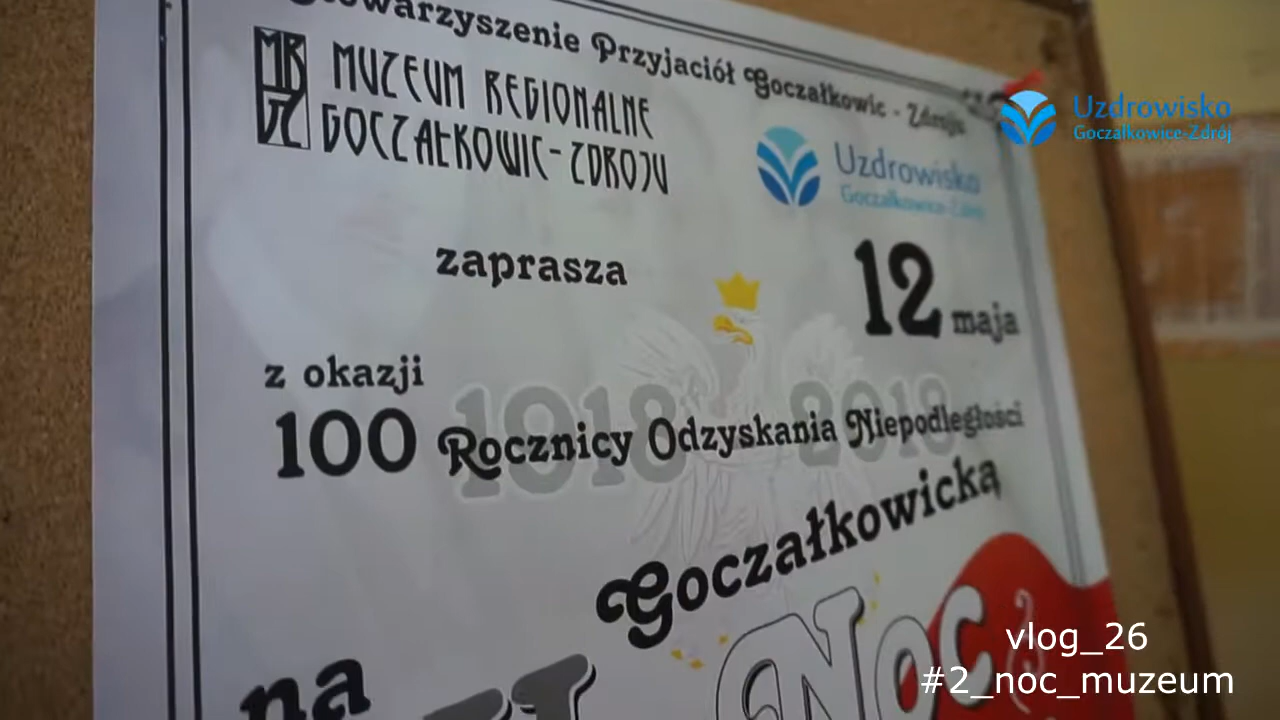 Stowarzyszenie Przyjaciół Goczałkowic - Zdroju
MUZEUM REGIONALNE
GOCZAŁKOWIC-ZDROJU
Uzdrowisko
Goczałkowice-Zdrój
Uzdrowisko
Goczałkowice-Zdrój
zaprasza
12 maja
z okazji
1918 2018
100 Rocznicy Odzyskania Niepodległości
Goczałkowicką
na
Noc
vlog_26
#2_noc_muzeum